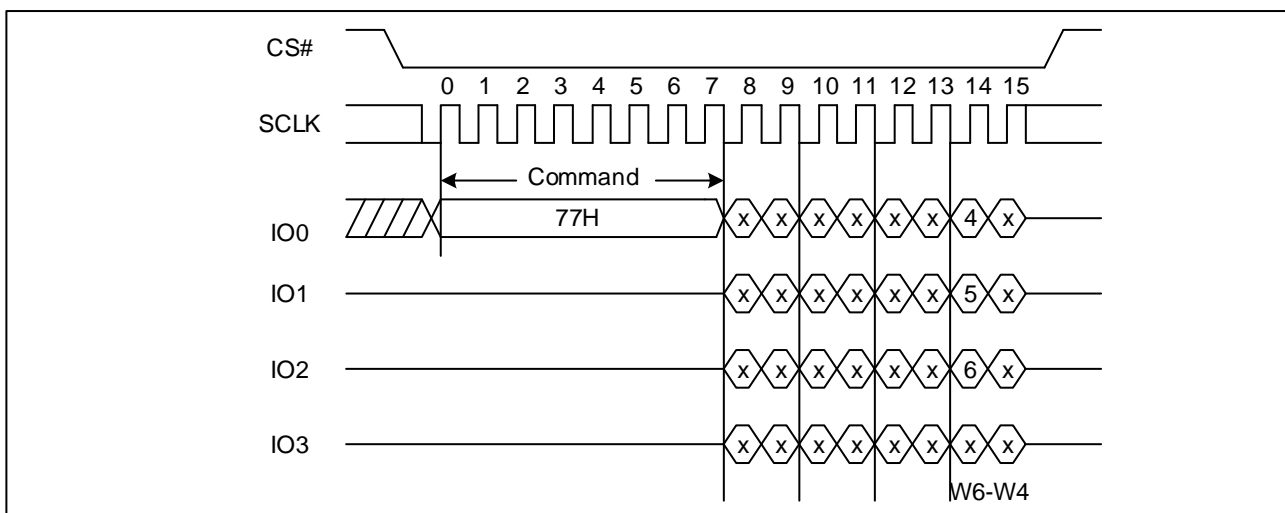 CS#
0 1 2 3 4 5 6 7 8 9 10 11 12 13 14 15
SCLK
Command
IO0 77H x x x x x x 4 x
IO1 x x x x x x 5 x
IO2 x x x x x x 6 x
IO3 x x x x x x x x
W6-W4